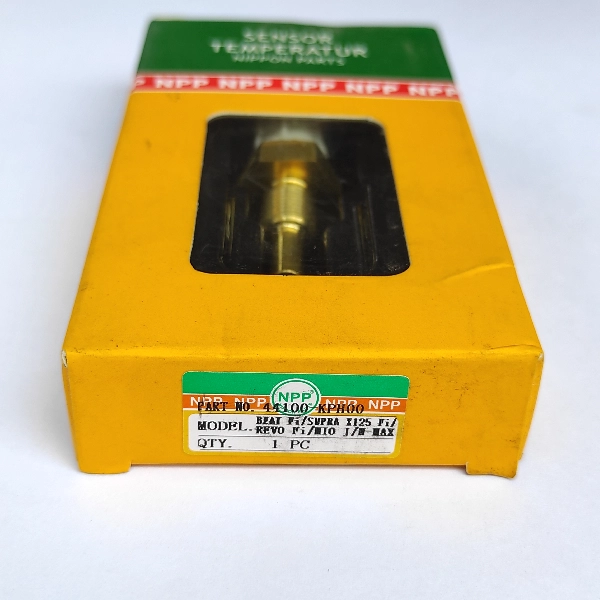 SENSOR
TEMPERATUR
NIPPON PARTS
NPP NPP NPP NPP NPP NPP
NPP NPP NPP NPP NPP
PART NO. 44100-KPH00
MODEL. BEAT Fi/SUPRA X125 Fi/
REVO Fi/MIO J/N-MAX
QTY. 1 PC